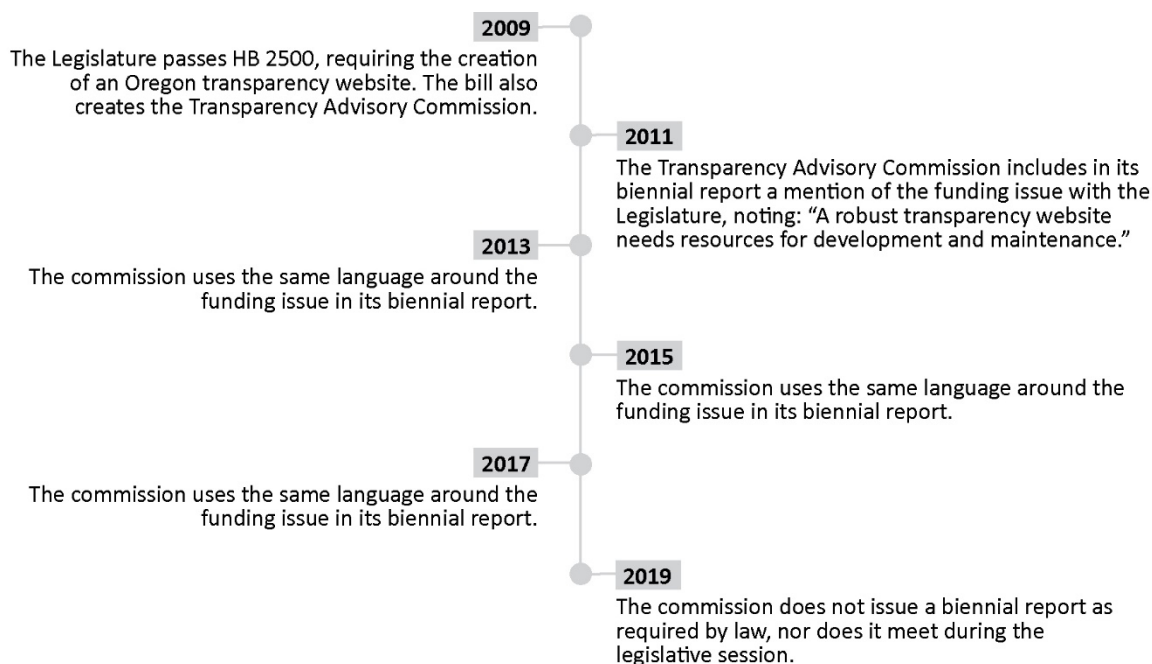 2009
The Legislature passes HB 2500, requiring the creation
of an Oregon transparency website. The bill also
creates the Transparency Advisory Commission.
2011
The Transparency Advisory Commission includes in its
biennial report a mention of the funding issue with the
Legislature, noting: “A robust transparency website
needs resources for development and maintenance.”
2013
The commission uses the same language around the
funding issue in its biennial report.
2015
The commission uses the same language around the
funding issue in its biennial report.
2017
The commission uses the same language around the
funding issue in its biennial report.
2019
The commission does not issue a biennial report as
required by law, nor does it meet during the
legislative session.